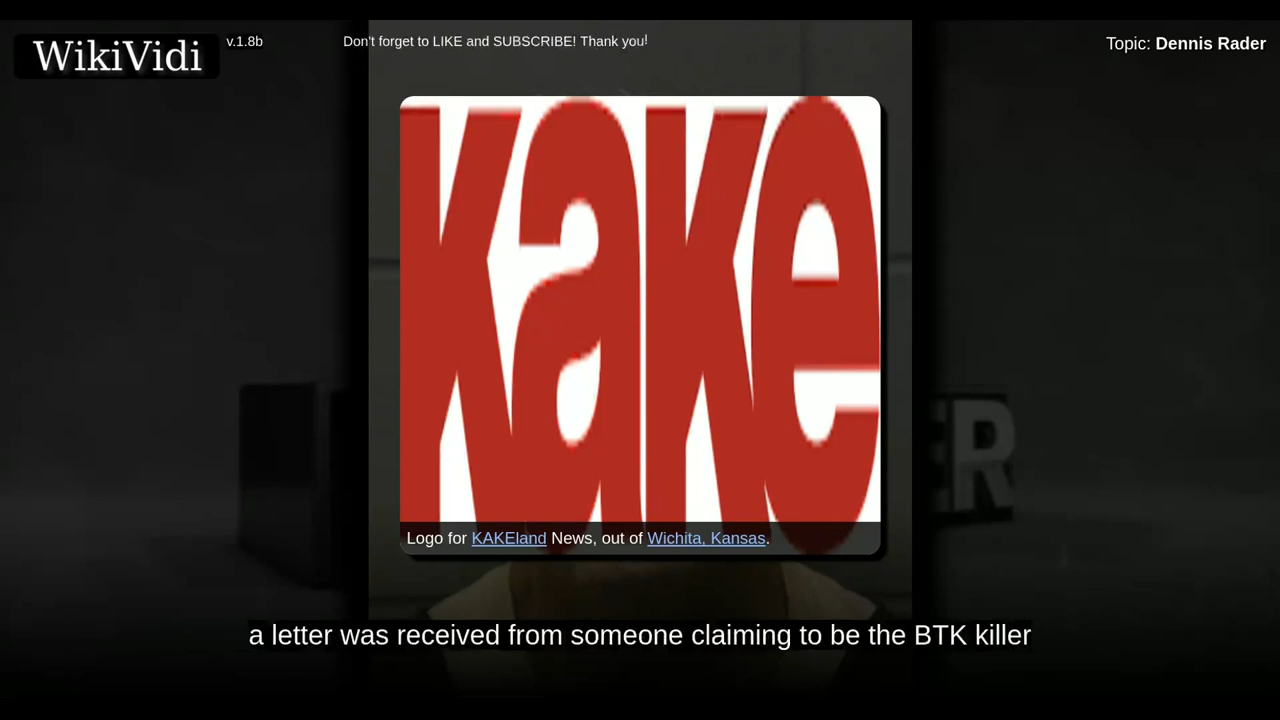 WikiVidi
v.1.8b
Don't forget to LIKE and SUBSCRIBE! Thank you!
Topic: Dennis Rader
kake
Logo for KAKEland News, out of Wichita, Kansas.
ER
a letter was received from someone claiming to be the BTK killer